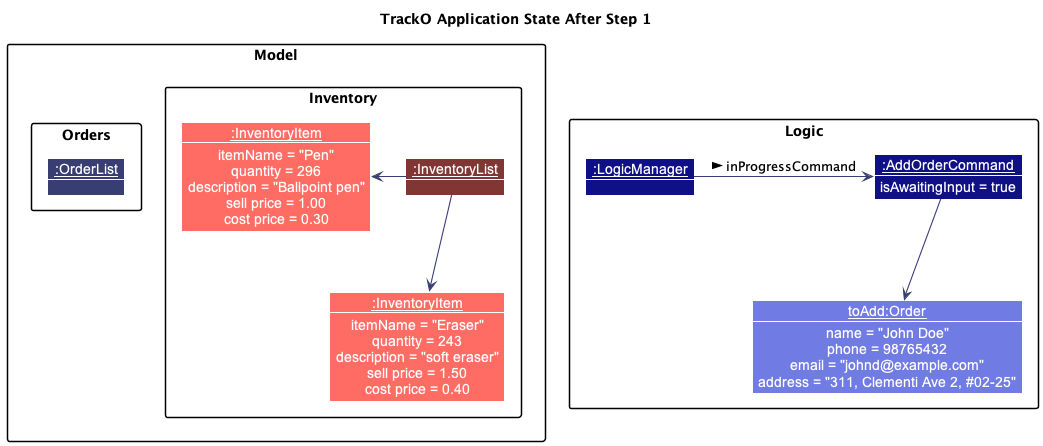 TrackO Application State After Step 1
Model
Orders
:OrderList
Inventory
:InventoryItem
itemName = "Pen"
quantity = 296
description = "Ballpoint pen"
sell price = 1.00
cost price = 0.30
:InventoryList
:InventoryItem
itemName = "Eraser"
quantity = 243
description = "soft eraser"
sell price = 1.50
cost price = 0.40
Logic
:LogicManager
inProgressCommand
:AddOrderCommand
isAwaitingInput = true
toAdd:Order
name = "John Doe"
phone = 98765432
email = "johnd@example.com"
address = "311, Clementi Ave 2, #02-25"